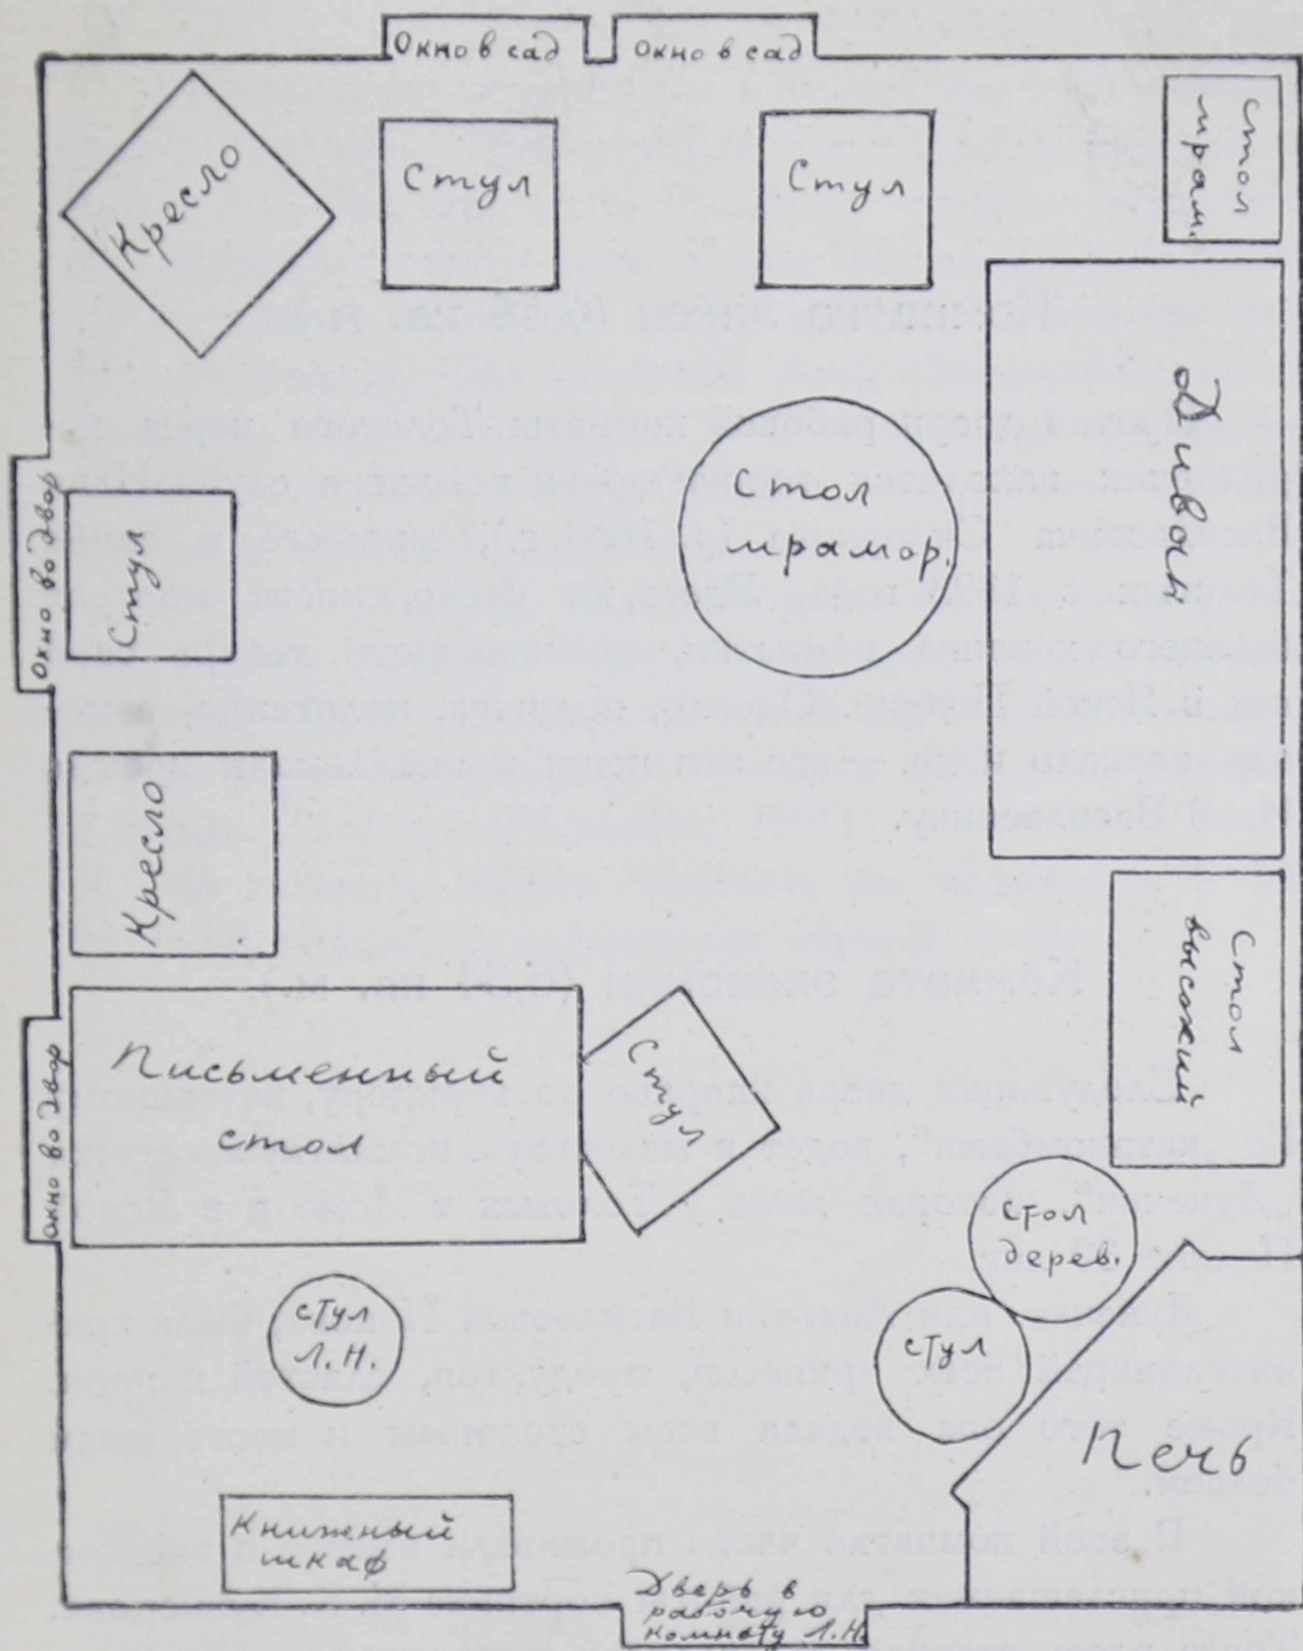 Окно в сад
Окно в сад
Кресло
Стул
Стул
Стол
мрам.
Диван
Стол
мрамор.
Окно во двор
Стул
Кресло
Стол
высокий
Окно во двор
Письменный
стол
Стул
стол
дерев.
стул
Л.Н.
стул
Печь
Книжный
шкаф
Дверь в
рабочую
комнату Л.Н.